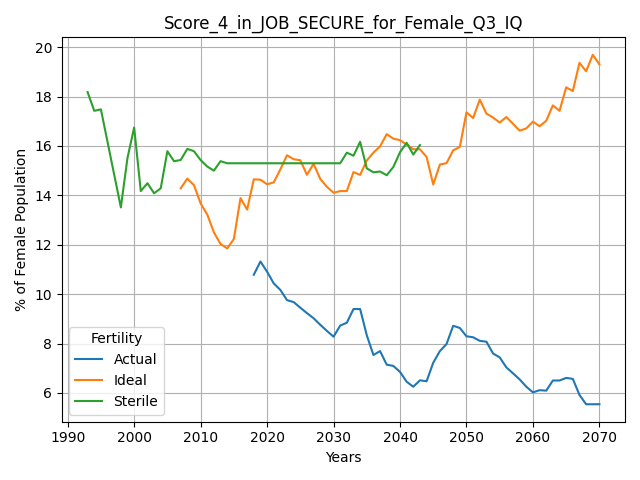 Score_4_in_JOB_SECURE_for_Female_Q3_IQ
% of Female Population
20
18
16
14
12
10
8
6
Fertility
Actual
Ideal
Sterile
1990 2000 2010 2020 2030 2040 2050 2060 2070
Years